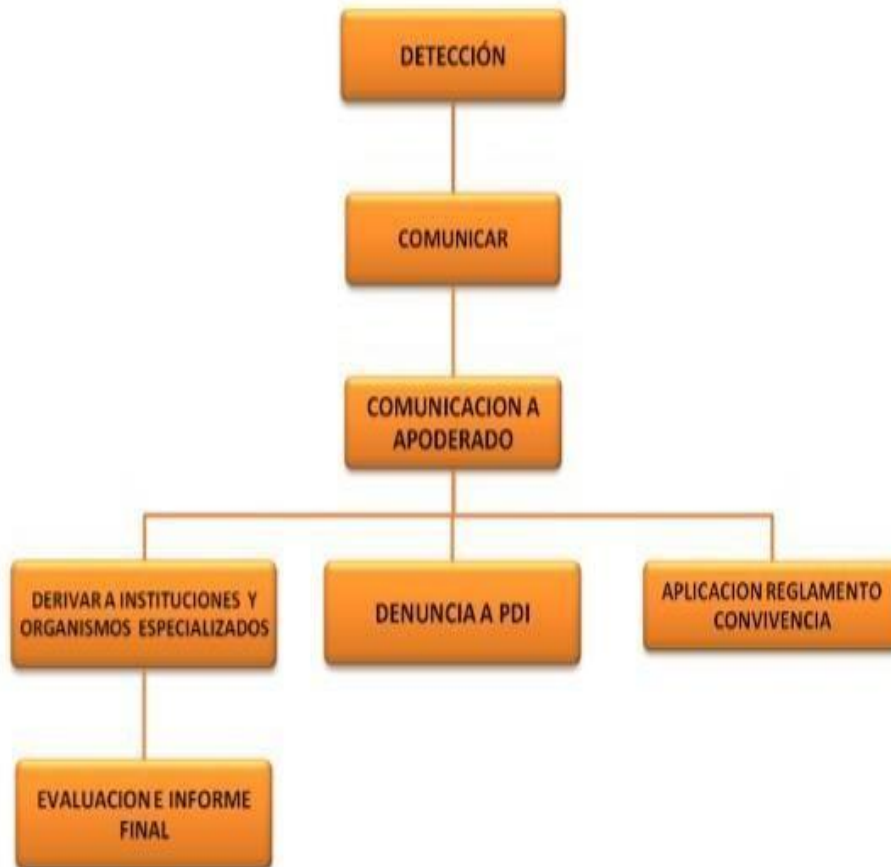 DETECCIÓN
COMUNICAR
COMUNICACION A
APODERADO
DERIVAR A INSTITUCIONES Y
ORGANISMOS ESPECIALIZADOS
DENUNCIA A PDI
APLICACION REGLAMENTO
CONVIVENCIA
EVALUACION E INFORME
FINAL